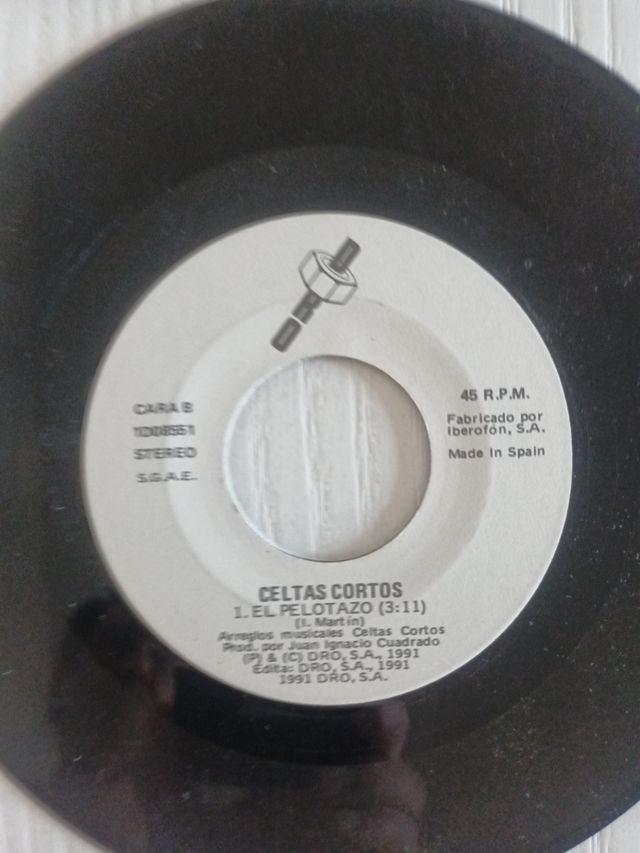 CARA B
1D08551
STEREO
S.G.A.E.
45 R.P.M.
Fabricado por
Iberofón, S.A.
Made in Spain
CELTAS CORTOS
1. EL PELOTAZO (3:11)
(I. Martín)
Arreglos musicales Celtas Cortos
Prod. por Juan Ignacio Cuadrado
(P) & (C) DRO, S.A., 1991
Edita: DRO, S.A., 1991
1991 DRO, S.A.